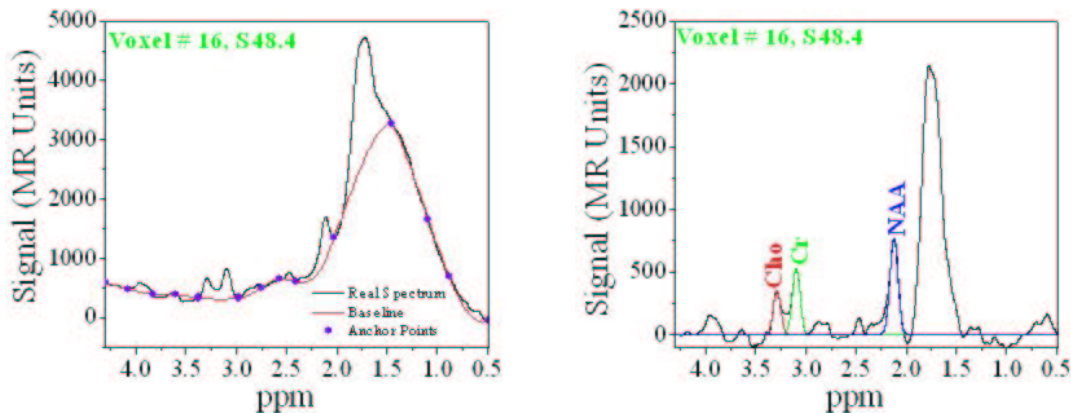 Voxel # 16, S48.4
Signal (MR Units)
5000
4000
3000
2000
1000
0
Real Spectrum
Baseline
Anchor Points
4.0 3.5 3.0 2.5 2.0 1.5 1.0 0.5
ppm
Voxel # 16, S48.4
Signal (MR Units)
2500
2000
1500
1000
500
0
Cho
Cr
NAA
4.0 3.5 3.0 2.5 2.0 1.5 1.0 0.5
ppm